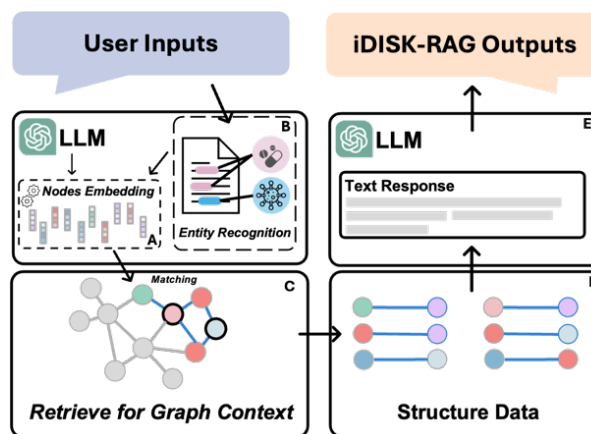 User Inputs
iDISK-RAG Outputs
LLM
B
Nodes Embedding
A
Entity Recognition
E
LLM
Text Response
Matching
C
Retrieve for Graph Context
Structure Data